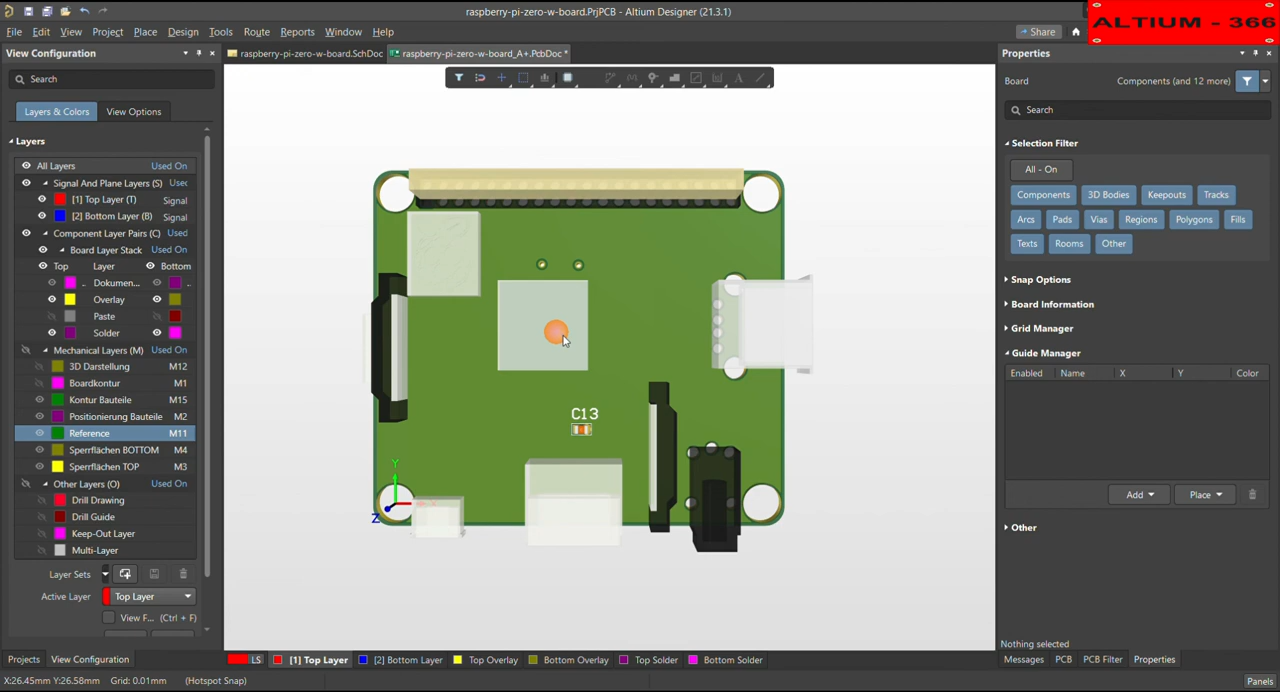 raspberry-pi-zero-w-board.PrjPCB - Altium Designer (21.3.1)
ALTIUM - 366
File Edit View Project Place Design Tools Route Reports Window Help
Share
View Configuration
raspberry-pi-zero-w-board.SchDoc
raspberry-pi-zero-w-board_A+.PcbDoc *
Properties
Search
Layers & Colors View Options
Layers
All Layers Used On
Signal And Plane Layers (S) Used
[1] Top Layer (T) Signal
[2] Bottom Layer (B) Signal
Component Layer Pairs (C) Used
Board Layer Stack Used On
Top Layer Bottom
Dokumen...
Overlay
Paste
Solder
Mechanical Layers (M) Used On
3D Darstellung M12
Boardkontur M1
Kontur Bauteile M15
Positionierung Bauteile M2
Reference M11
Sperrflächen BOTTOM M4
Sperrflächen TOP M3
Other Layers (O) Used On
Drill Drawing
Drill Guide
Keep-Out Layer
Multi-Layer
Layer Sets
Active Layer Top Layer
View F... (Ctrl + F)
Projects View Configuration
C13
Y
Z
LS [1] Top Layer [2] Bottom Layer Top Overlay Bottom Overlay Top Solder Bottom Solder
Board Components (and 12 more)
Search
Selection Filter
All - On
Components 3D Bodies Keepouts Tracks
Arcs Pads Vias Regions Polygons Fills
Texts Rooms Other
Snap Options
Board Information
Grid Manager
Guide Manager
Enabled Name X Y Color
Add Place
Other
Nothing selected
Messages PCB PCB Filter Properties
X:26.45mm Y:26.58mm Grid: 0.01mm (Hotspot Snap)
Panels